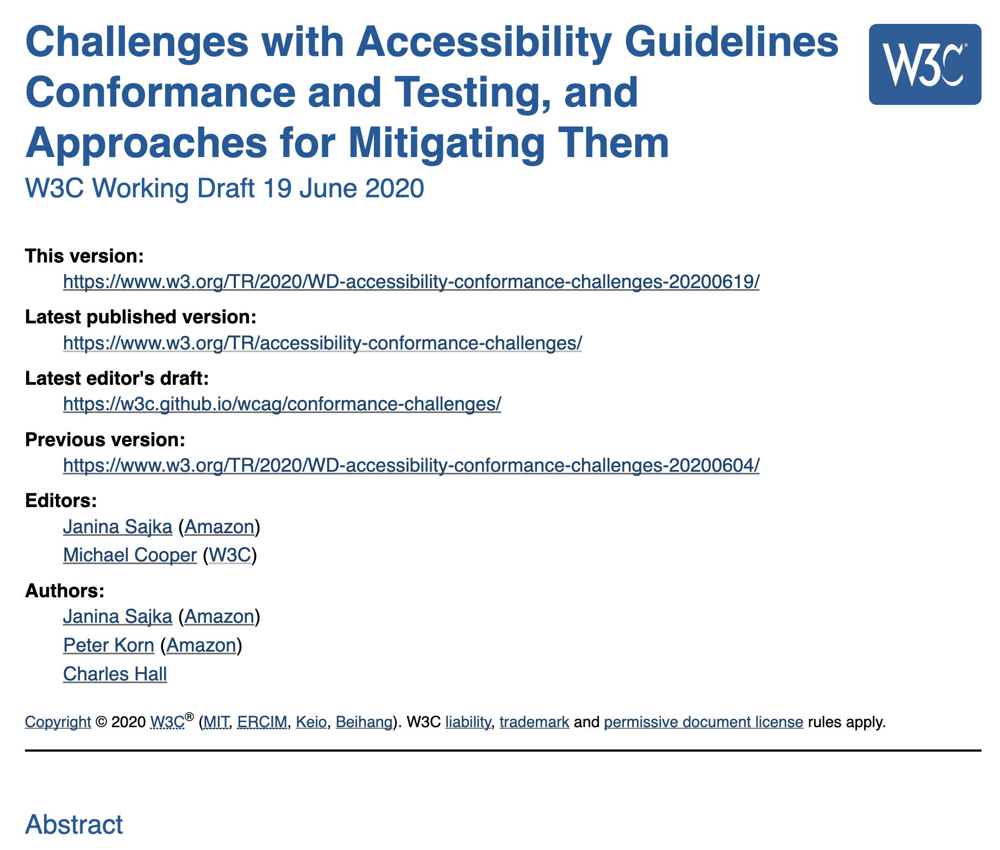 Challenges with Accessibility Guidelines
Conformance and Testing, and
Approaches for Mitigating Them
W3C®
W3C Working Draft 19 June 2020
This version:
https://www.w3.org/TR/2020/WD-accessibility-conformance-challenges-20200619/
Latest published version:
https://www.w3.org/TR/accessibility-conformance-challenges/
Latest editor's draft:
https://w3c.github.io/wcag/conformance-challenges/
Previous version:
https://www.w3.org/TR/2020/WD-accessibility-conformance-challenges-20200604/
Editors:
Janina Sajka (Amazon)
Michael Cooper (W3C)
Authors:
Janina Sajka (Amazon)
Peter Korn (Amazon)
Charles Hall
Copyright © 2020 W3C® (MIT, ERCIM, Keio, Beihang). W3C liability, trademark and permissive document license rules apply.
Abstract